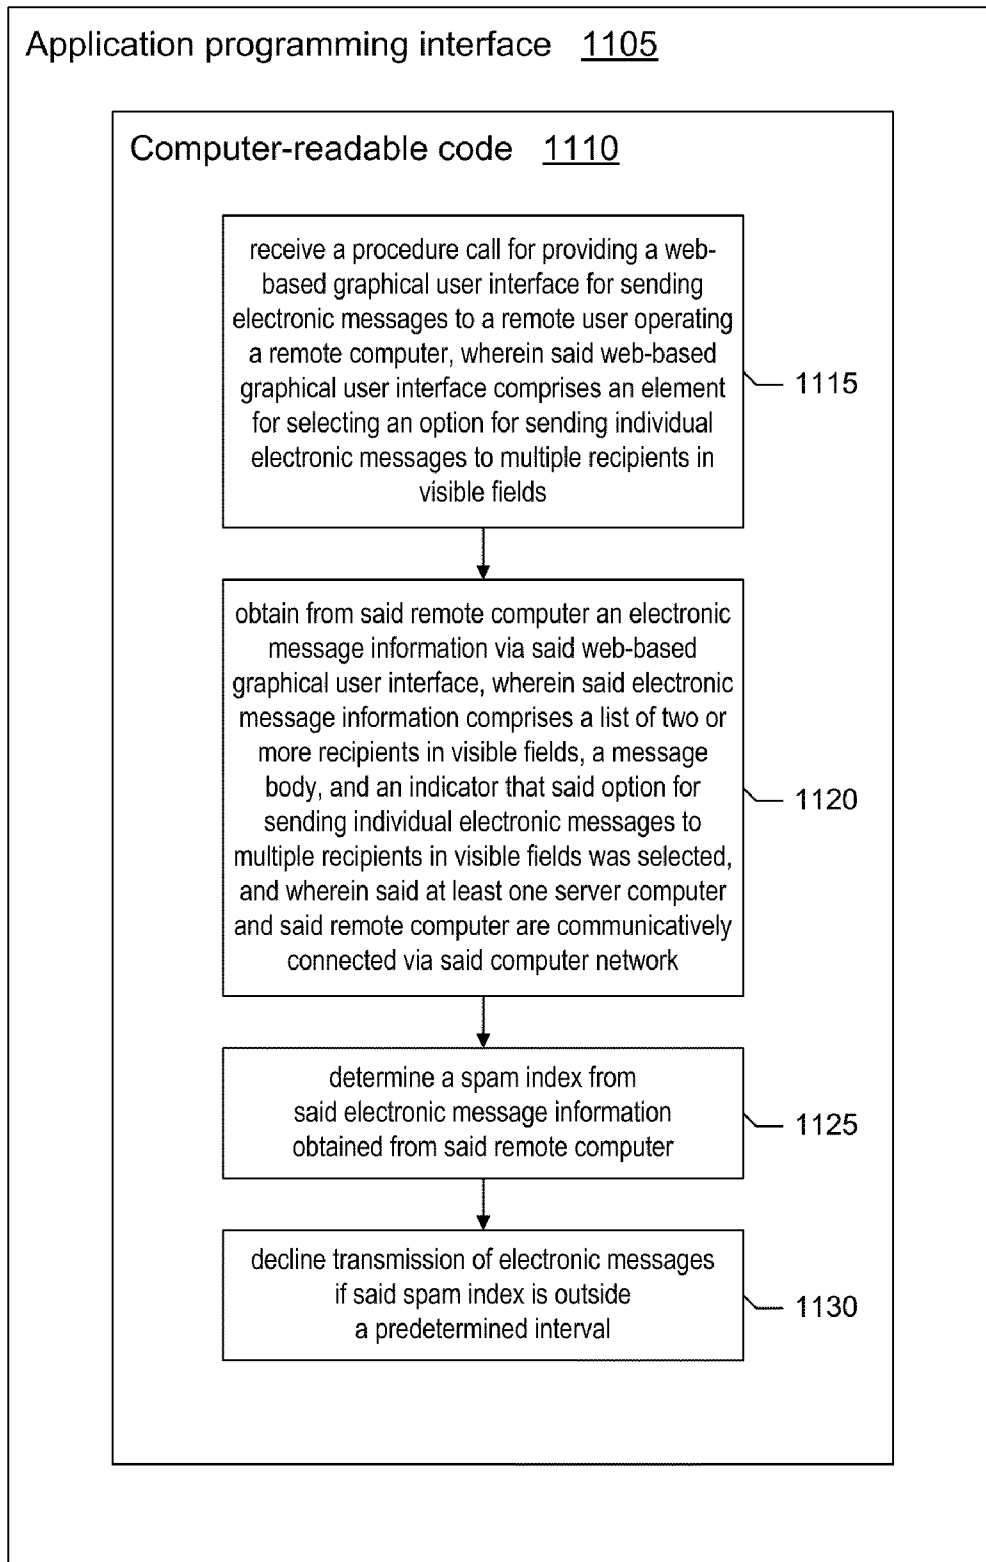 Application programming interface 1105
Computer-readable code 1110
receive a procedure call for providing a web-
based graphical user interface for sending
electronic messages to a remote user operating
a remote computer, wherein said web-based
graphical user interface comprises an element
for selecting an option for sending individual
electronic messages to multiple recipients in
visible fields
1115
obtain from said remote computer an electronic
message information via said web-based
graphical user interface, wherein said electronic
message information comprises a list of two or
more recipients in visible fields, a message
body, and an indicator that said option for
sending individual electronic messages to
multiple recipients in visible fields was selected,
and wherein said at least one server computer
and said remote computer are communicatively
connected via said computer network
1120
determine a spam index from
said electronic message information
obtained from said remote computer
1125
decline transmission of electronic messages
if said spam index is outside
a predetermined interval
1130